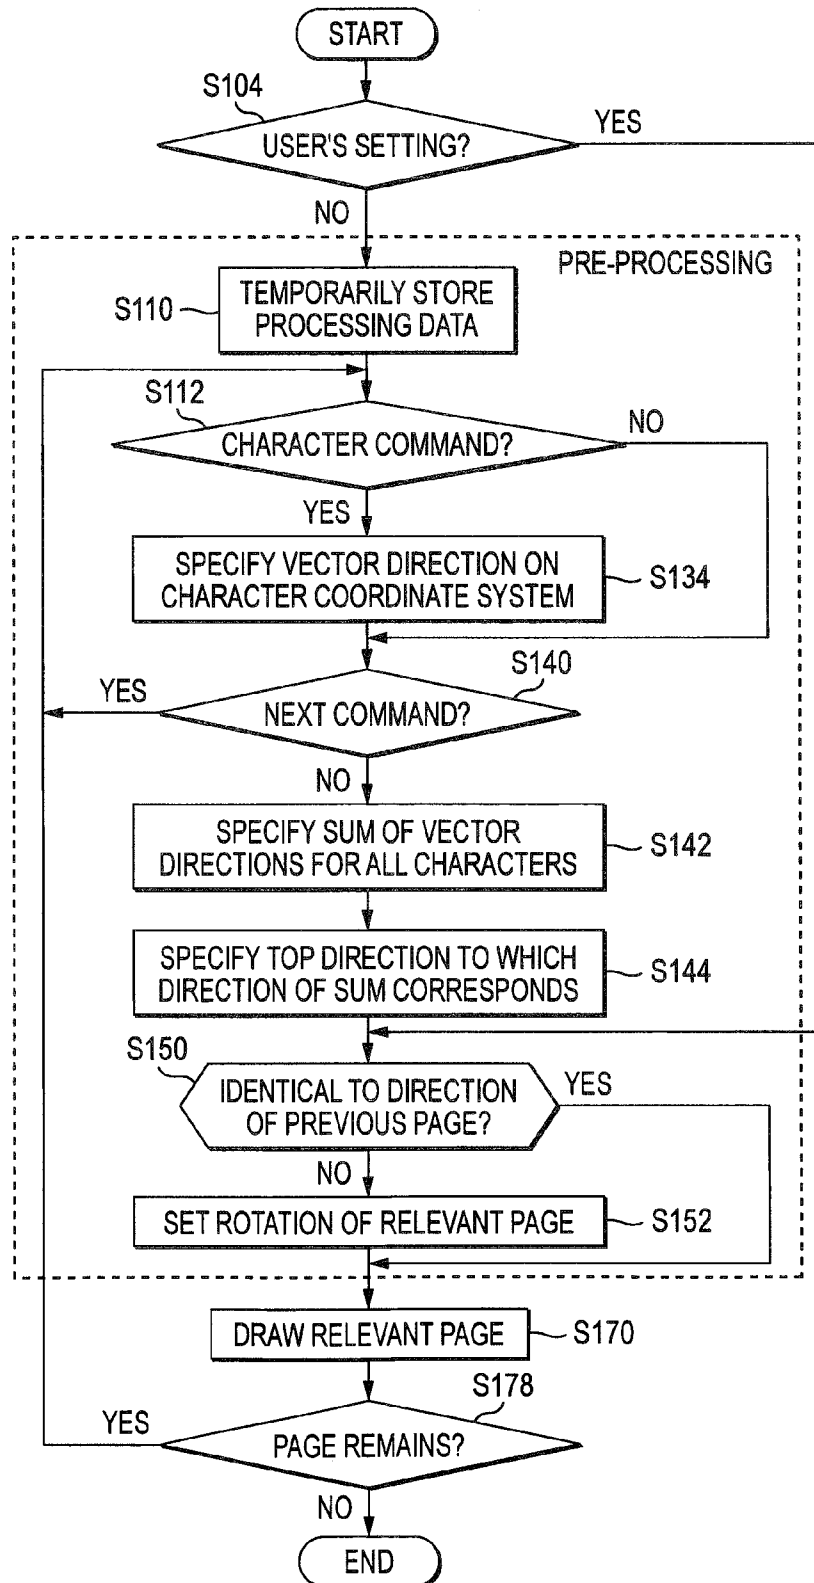 START
S104
USER'S SETTING?
YES
NO
PRE-PROCESSING
S110
TEMPORARILY STORE
PROCESSING DATA
S112
CHARACTER COMMAND?
NO
YES
SPECIFY VECTOR DIRECTION ON
CHARACTER COORDINATE SYSTEM
S134
S140
YES
NEXT COMMAND?
NO
SPECIFY SUM OF VECTOR
DIRECTIONS FOR ALL CHARACTERS
S142
SPECIFY TOP DIRECTION TO WHICH
DIRECTION OF SUM CORRESPONDS
S144
S150
IDENTICAL TO DIRECTION
OF PREVIOUS PAGE?
YES
NO
SET ROTATION OF RELEVANT PAGE
S152
DRAW RELEVANT PAGE
S170
S178
YES
PAGE REMAINS?
NO
END